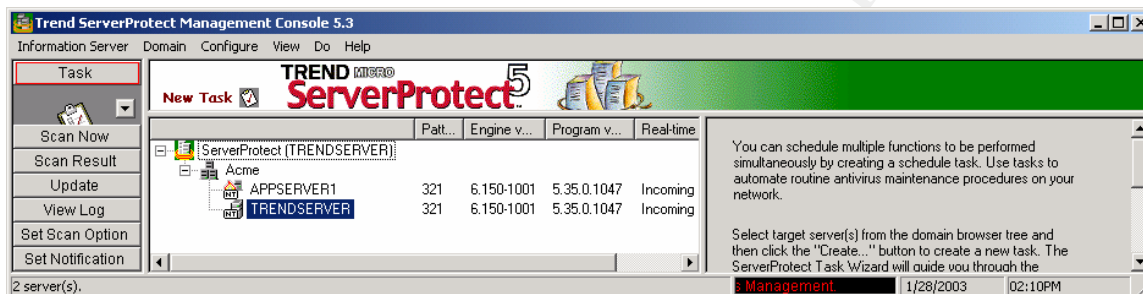 Trend ServerProtect Management Console 5.3
Information Server Domain Configure View Do Help
Task
Scan Now
Scan Result
Update
View Log
Set Scan Option
Set Notification
New Task
TREND MICRO
ServerProtect 5
Patt... Engine v... Program v... Real-time
ServerProtect (TRENDSERVER)
Acme
NT APPSERVER1 321 6.150-1001 5.35.0.1047 Incoming
NT TRENDSERVER 321 6.150-1001 5.35.0.1047 Incoming
You can schedule multiple functions to be performed
simultaneously by creating a schedule task. Use tasks to
automate routine antivirus maintenance procedures on your
network.
Select target server(s) from the domain browser tree and
then click the "Create..." button to create a new task. The
ServerProtect Task Wizard will guide you through the
2 server(s).
s Management.
1/28/2003
02:10PM